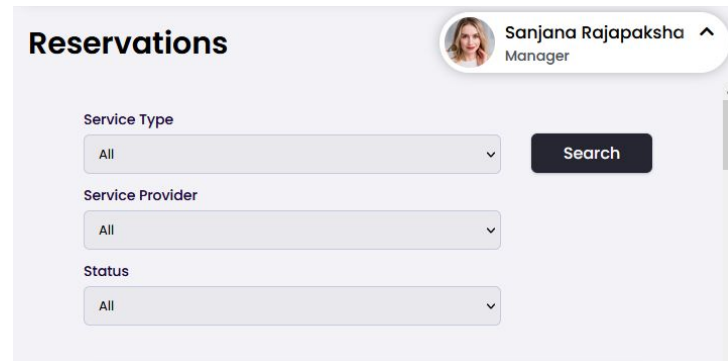 Reservations
Sanjana Rajapaksha
Manager
Service Type
All
Search
Service Provider
All
Status
All